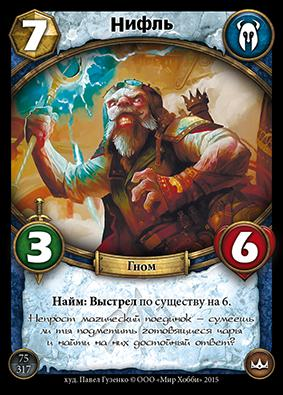 7
Нифль
3
Гном
6
Найм: Выстрел по существу на 6.
Непрост магический поединок – сумеешь
ли ты подметить готовящиеся чары
и найти на них достойный ответ?
75
317
худ. Павел Гузенко © ООО «Мир Хобби» 2015